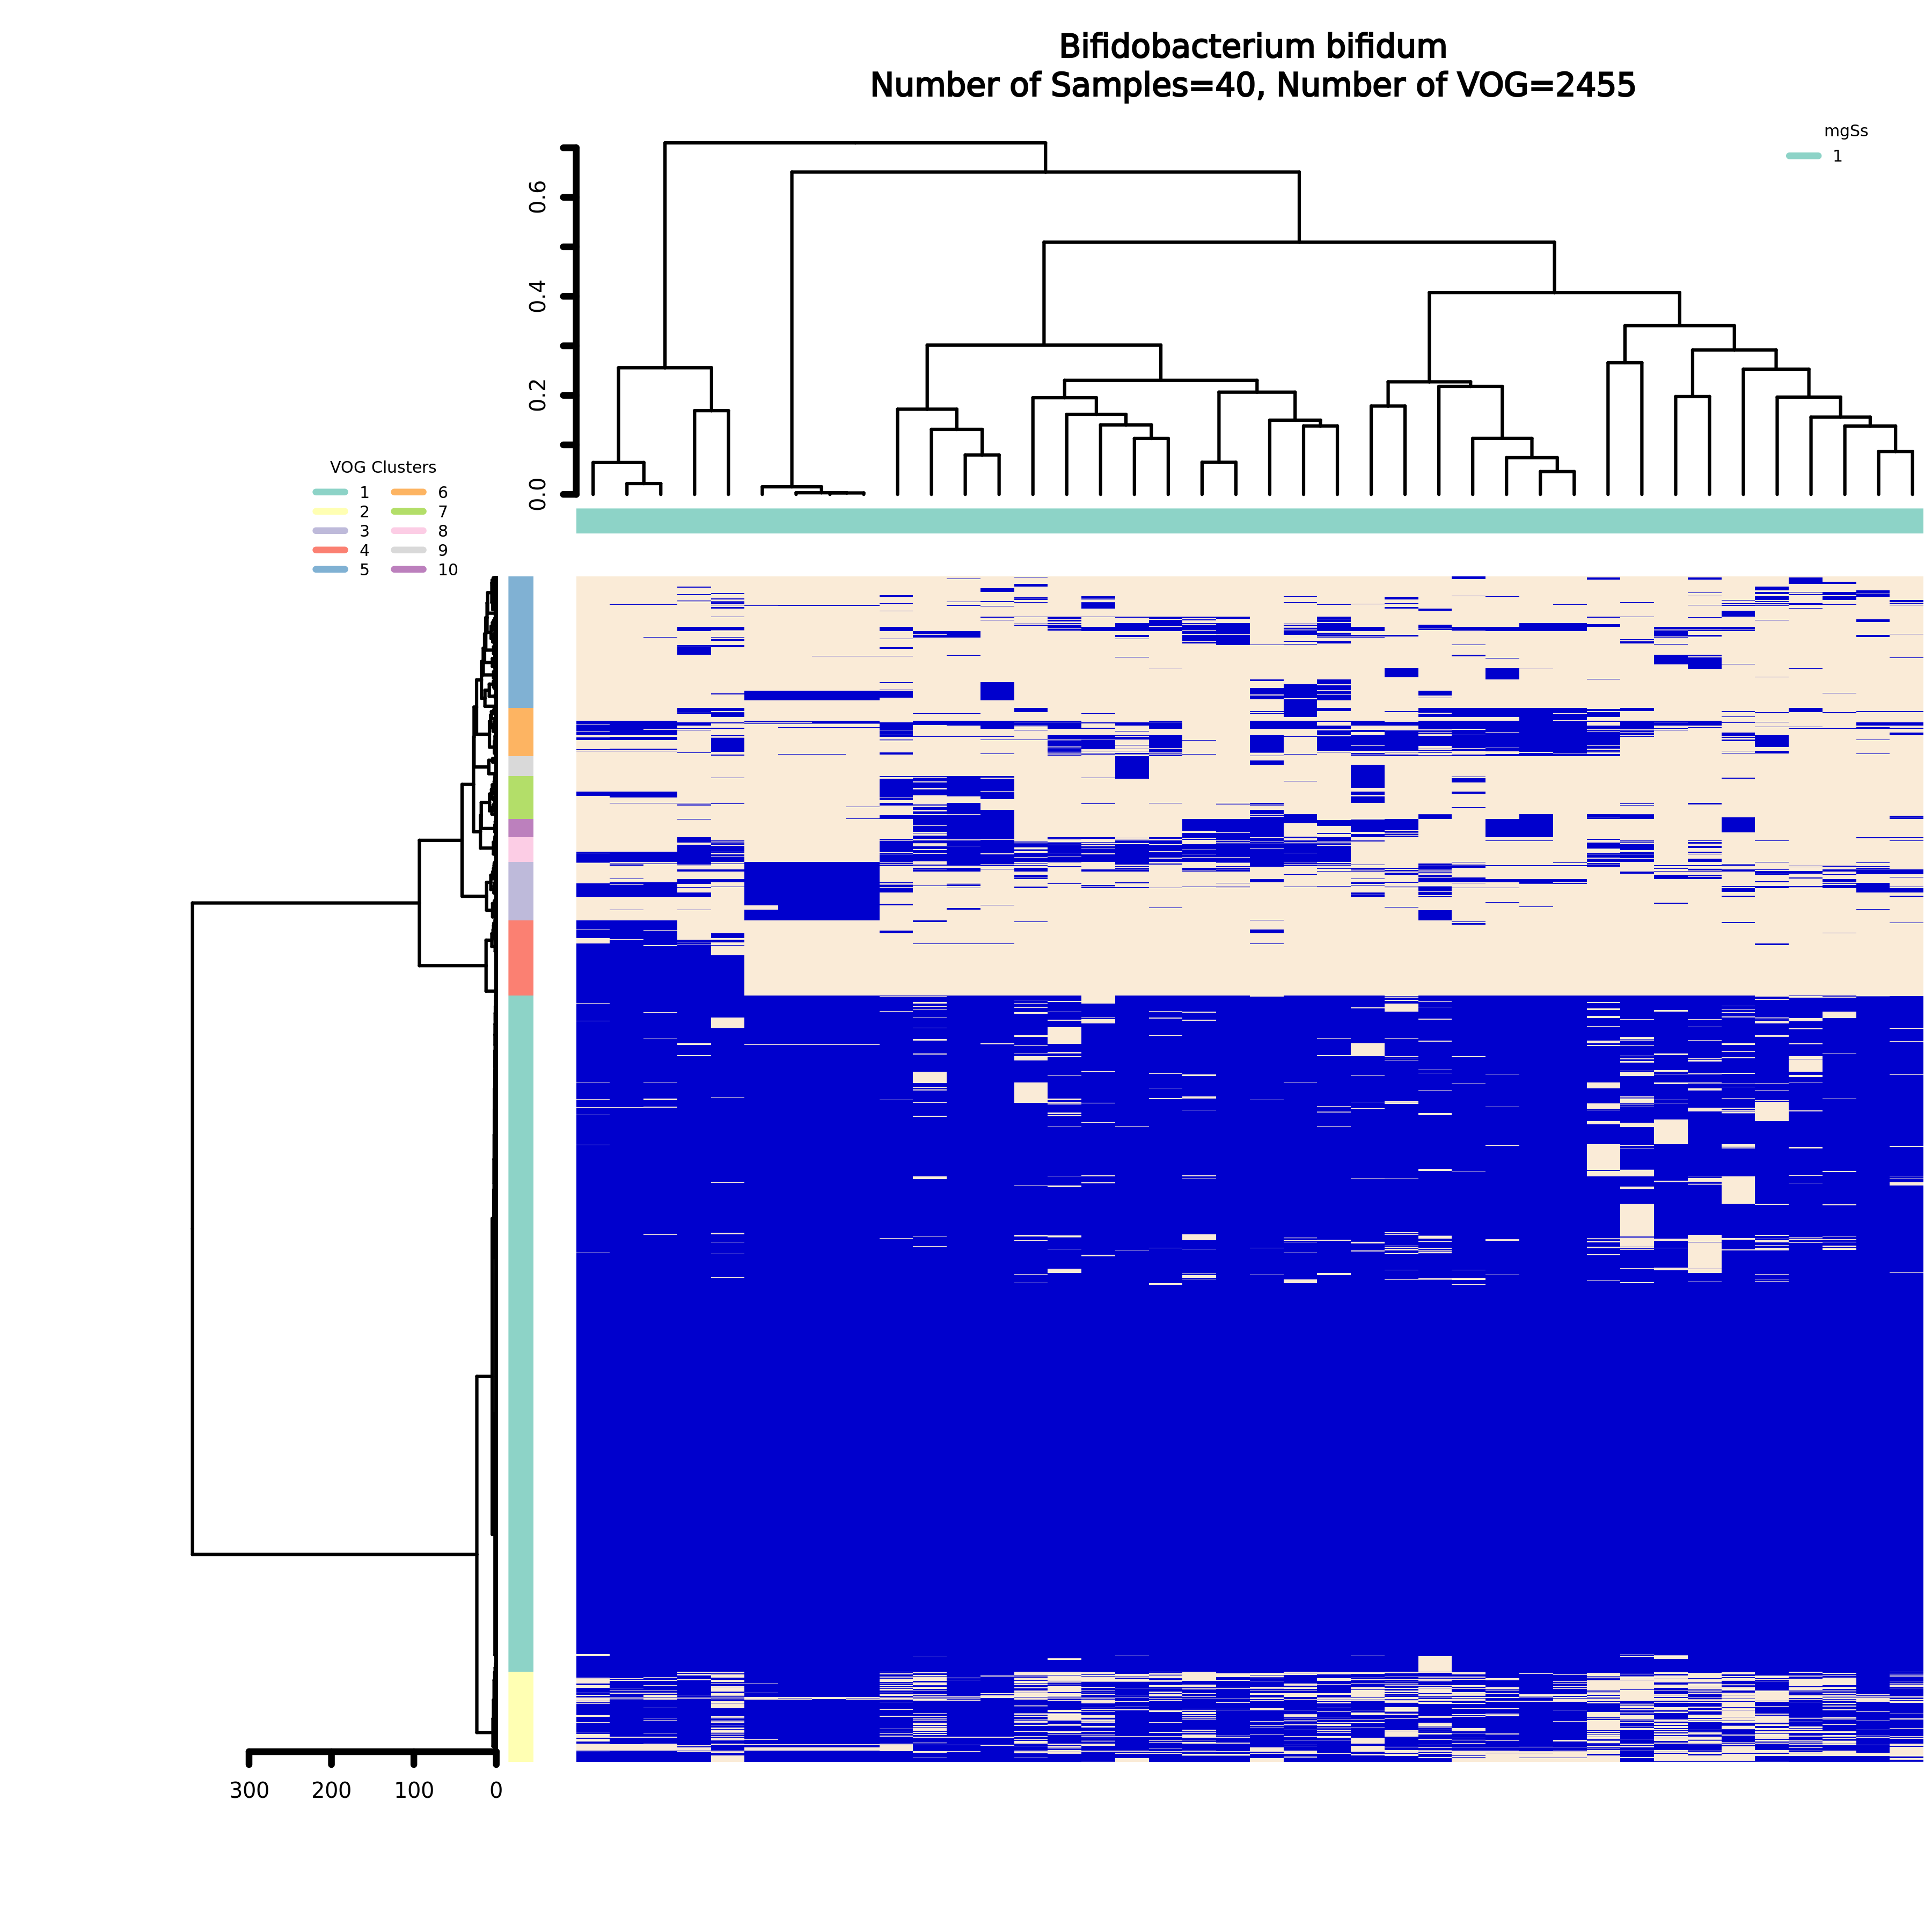 Bifidobacterium bifidum
Number of Samples=40, Number of VOG=2455
mgSs
1
0.6
0.4
0.2
0.0
VOG Clusters
1 6
2 7
3 8
4 9
5 10
300 200 100 0